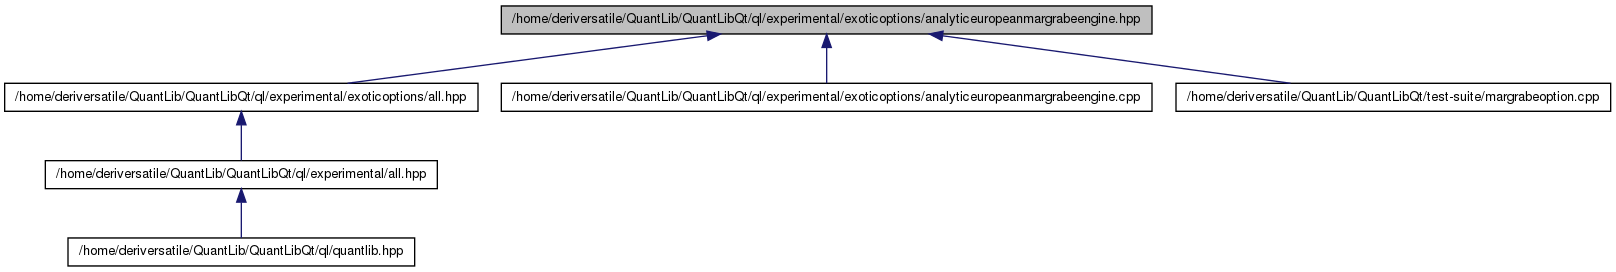 /home/deriversatile/QuantLib/QuantLibQt/ql/experimental/exoticoptions/analyticeuropeanmargrabeengine.hpp
/home/deriversatile/QuantLib/QuantLibQt/ql/experimental/exoticoptions/all.hpp
/home/deriversatile/QuantLib/QuantLibQt/ql/experimental/exoticoptions/analyticeuropeanmargrabeengine.cpp
/home/deriversatile/QuantLib/QuantLibQt/test-suite/margrabeoption.cpp
/home/deriversatile/QuantLib/QuantLibQt/ql/experimental/all.hpp
/home/deriversatile/QuantLib/QuantLibQt/ql/quantlib.hpp